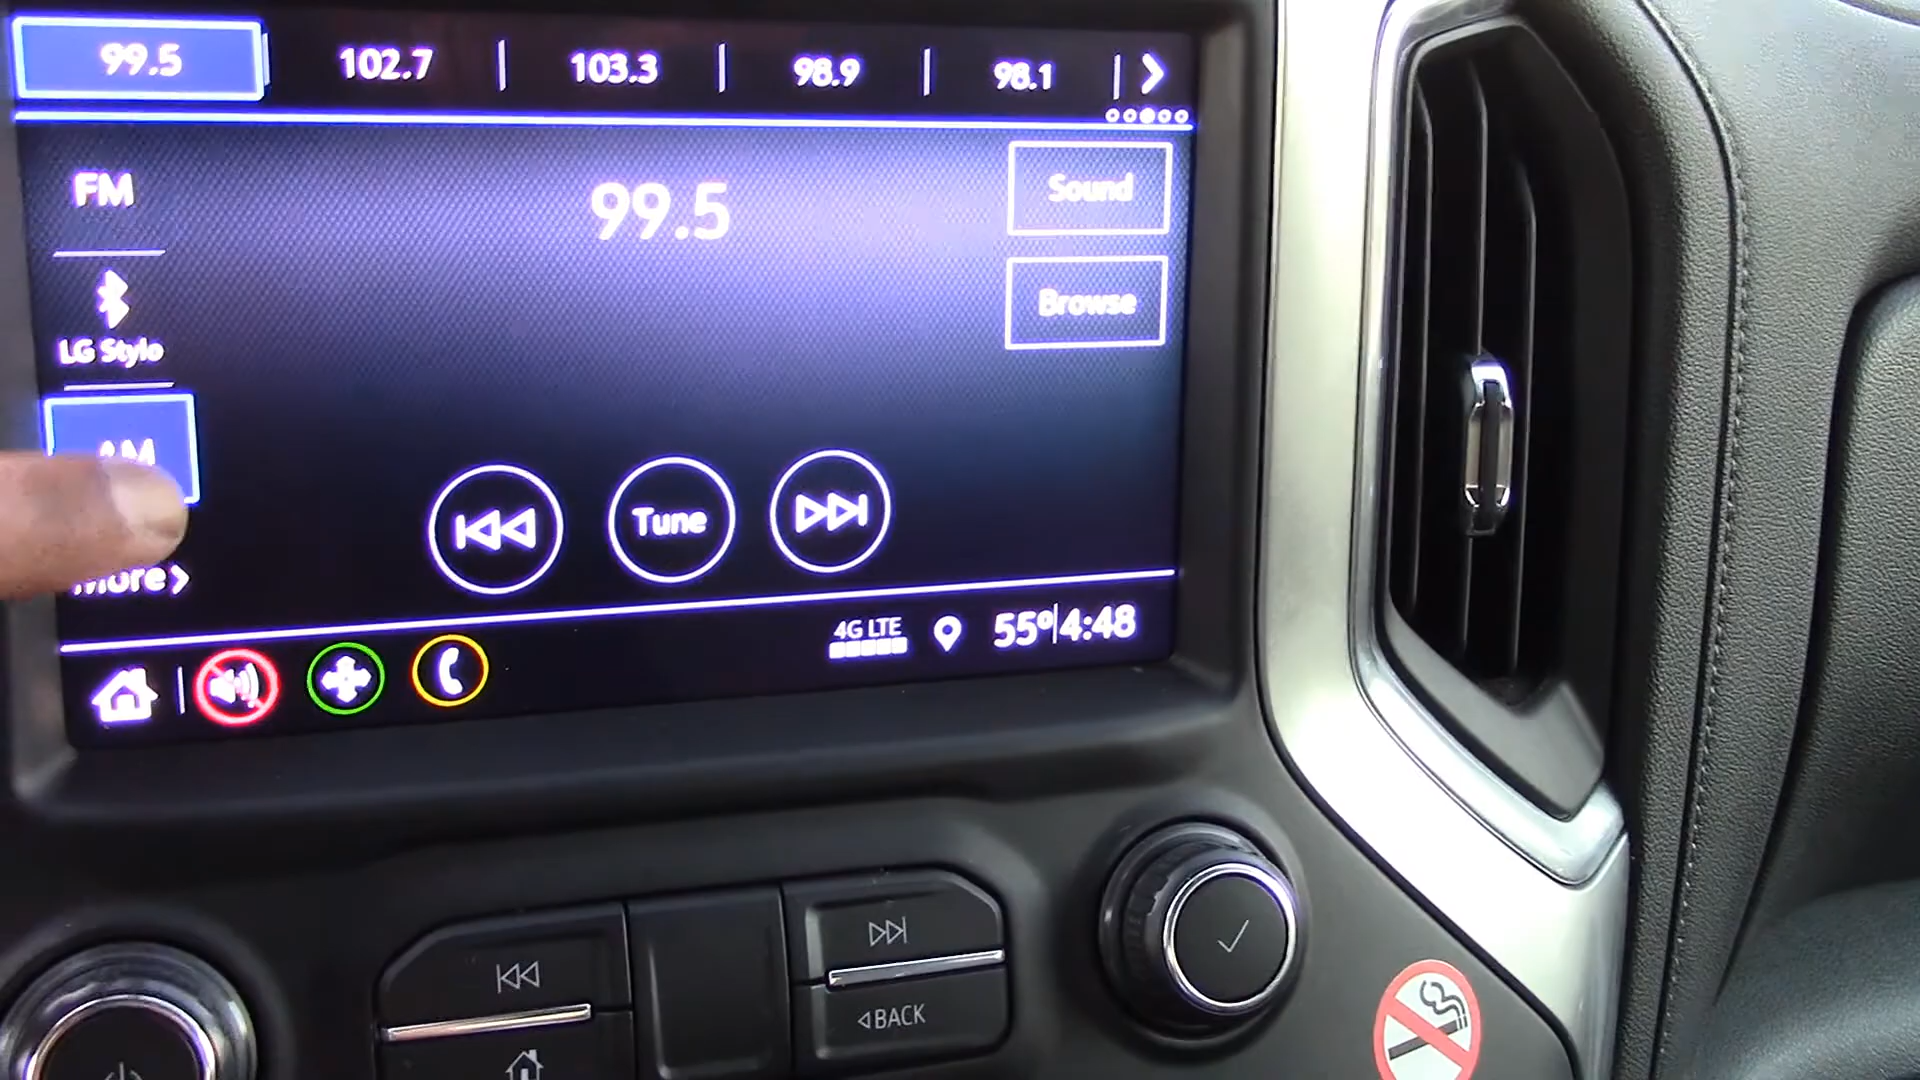 99.5 | 102.7 | 103.3 | 98.9 | 98.1
FM
99.5
Sound
Browse
LG Stylo
AM
Tune
More
4G LTE
55° 4:48
BACK